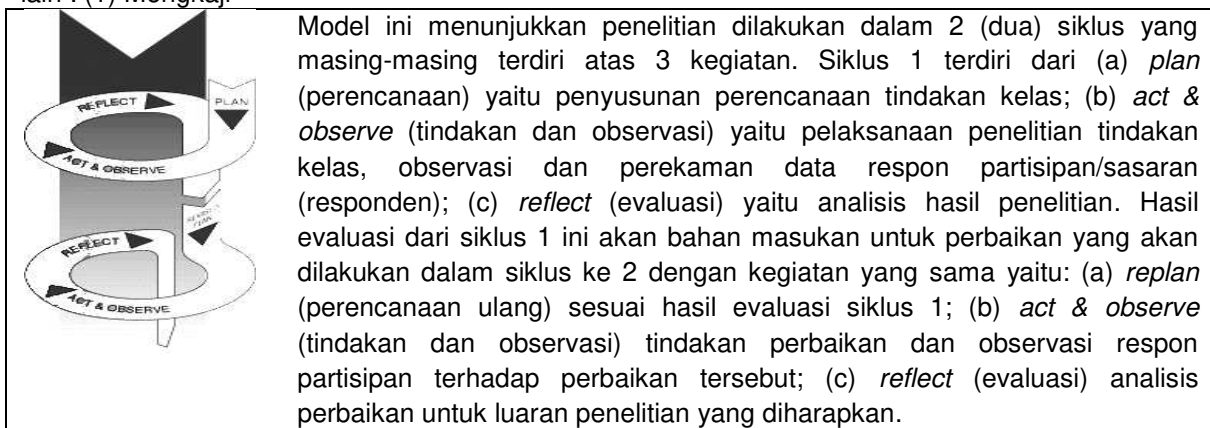 lain : (1) Mengkaji
REFLECT
PLAN
ACT & OBSERVE
REVISED
PLAN
REFLECT
ACT & OBSERVE
Model ini menunjukkan penelitian dilakukan dalam 2 (dua) siklus yang
masing-masing terdiri atas 3 kegiatan. Siklus 1 terdiri dari (a) plan
(perencanaan) yaitu penyusunan perencanaan tindakan kelas; (b) act &
observe (tindakan dan observasi) yaitu pelaksanaan penelitian tindakan
kelas, observasi dan perekaman data respon partisipan/sasaran
(responden); (c) reflect (evaluasi) yaitu analisis hasil penelitian. Hasil
evaluasi dari siklus 1 ini akan bahan masukan untuk perbaikan yang akan
dilakukan dalam siklus ke 2 dengan kegiatan yang sama yaitu: (a) replan
(perencanaan ulang) sesuai hasil evaluasi siklus 1; (b) act & observe
(tindakan dan observasi) tindakan perbaikan dan observasi respon
partisipan terhadap perbaikan tersebut; (c) reflect (evaluasi) analisis
perbaikan untuk luaran penelitian yang diharapkan.